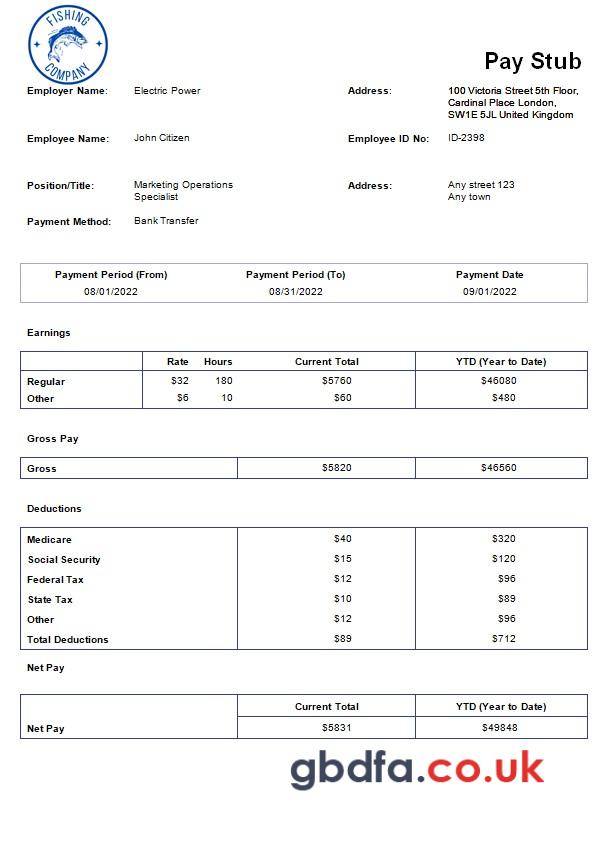 FISHING
COMPANY
Pay Stub
Employer Name: Electric Power Address: 100 Victoria Street 5th Floor,
Cardinal Place London,
SW1E 5JL United Kingdom
Employee Name: John Citizen Employee ID No: ID-2398
Position/Title: Marketing Operations Address: Any street 123
Specialist Any town
Payment Method: Bank Transfer
Payment Period (From) Payment Period (To) Payment Date
08/01/2022 08/31/2022 09/01/2022
Earnings
Rate Hours Current Total YTD (Year to Date)
Regular $32 180 $5760 $46080
Other $6 10 $60 $480
Gross Pay
Gross $5820 $46560
Deductions
Medicare $40 $320
Social Security $15 $120
Federal Tax $12 $96
State Tax $10 $89
Other $12 $96
Total Deductions $89 $712
Net Pay
Current Total YTD (Year to Date)
Net Pay $5831 $49848
gbdfa.co.uk